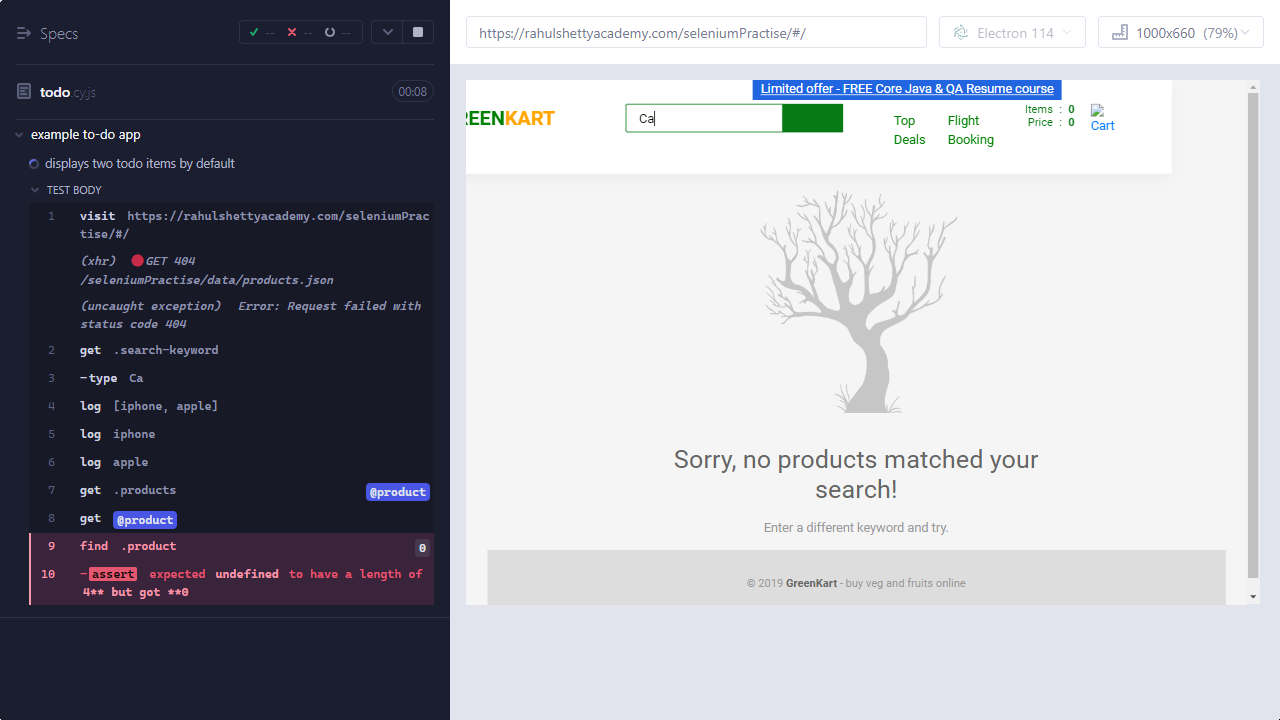 Specs
-- -- --
todo.cy.js
00:08
example to-do app
displays two todo items by default
TEST BODY
1 visit https://rahulshettyacademy.com/seleniumPrac
tise/#/
(xhr) GET 404
/seleniumPractise/data/products.json
(uncaught exception) Error: Request failed with
status code 404
2 get .search-keyword
3 -type Ca
4 log [iphone, apple]
5 log iphone
6 log apple
7 get .products @product
8 get @product
9 find .product 0
10 -assert expected undefined to have a length of
4** but got **0
https://rahulshettyacademy.com/seleniumPractise/#/
Electron 114
1000x660 (79%)
Limited offer - FREE Core Java & QA Resume course
REENKART
Ca
Top
Deals
Flight
Booking
Items : 0
Price : 0
Cart
Sorry, no products matched your
search!
Enter a different keyword and try.
© 2019 GreenKart - buy veg and fruits online